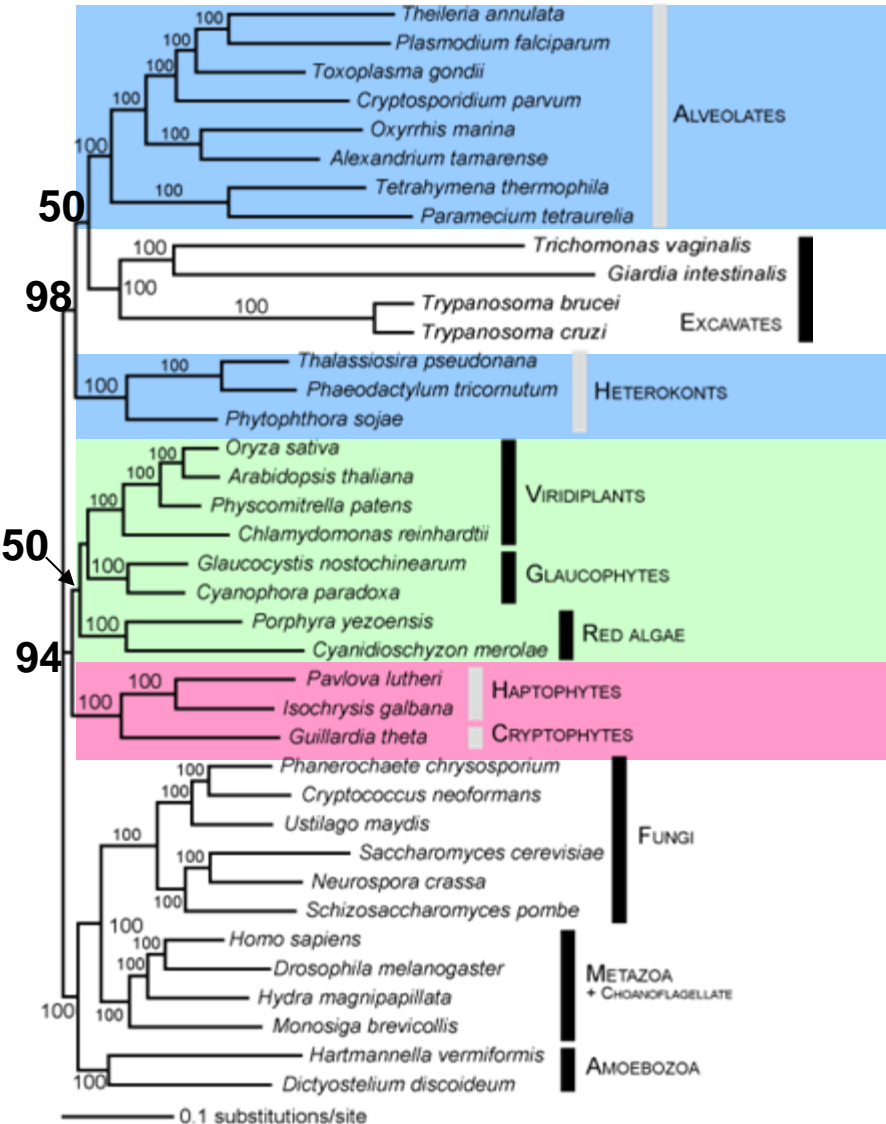 100
Theileria annulata
100
Plasmodium falciparum
100
Toxoplasma gondii
100
Cryptosporidium parvum
ALVEOLATES
100
Oxyrrhis marina
100
Alexandrium tamarense
100
Tetrahymena thermophila
50
Paramecium tetraurelia
100
Trichomonas vaginalis
Giardia intestinalis
100
98
100
Trypanosoma brucei
Trypanosoma cruzi
EXCAVATES
100
Thalassiosira pseudonana
100
Phaeodactylum tricornutum
HETEROKONTS
Phytophthora sojae
100
Oryza sativa
100
Arabidopsis thaliana
100
Physcomitrella patens
VIRIDIPLANTS
Chlamydomonas reinhardtii
50
100
Glaucocystis nostochinearum
GLAUCOPHYTES
Cyanophora paradoxa
100
Porphyra yezoensis
RED ALGAE
Cyanidioschyzon merolae
94
100
Pavlova lutheri
HAPTOPHYTES
100
Isochrysis galbana
Guillardia theta
CRYPTOPHYTES
100
Phanerochaete chrysosporium
100
Cryptococcus neoformans
Ustilago maydis
100
FUNGI
100
Saccharomyces cerevisiae
Neurospora crassa
100
Schizosaccharomyces pombe
100
100
Homo sapiens
100
Drosophila melanogaster
METAZOA
+ CHOANOFLAGELLATE
Hydra magnipapillata
100
100
Monosiga brevicollis
Hartmannella vermiformis
AMOEBOZOA
100
Dictyostelium discoideum
0.1 substitutions/site